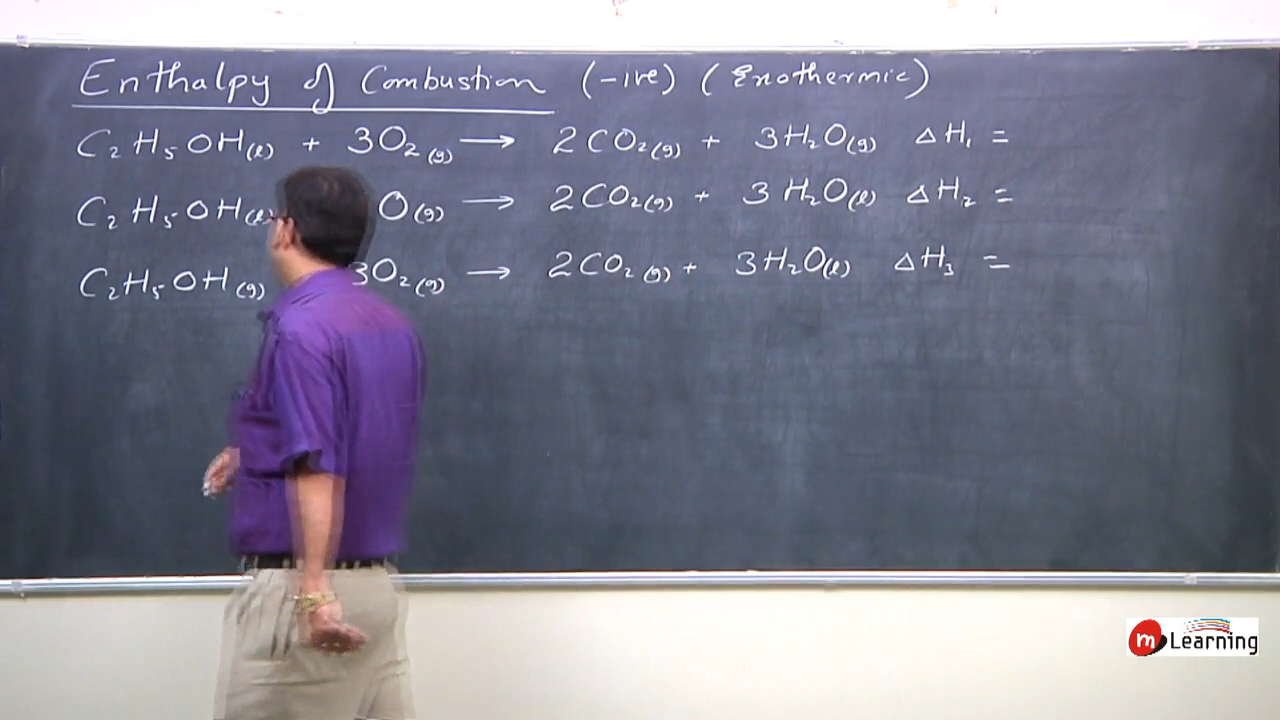 Enthalpy of Combustion (-ive) (Exothermic)
C₂H₅OH(l) + 3O₂(g) → 2CO₂(g) + 3H₂O(g) ΔH₁ =
C₂H₅OH(l) O(g) → 2CO₂(g) + 3H₂O(l) ΔH₂ =
C₂H₅OH(g) 3O₂(g) → 2CO₂(g) + 3H₂O(l) ΔH₃ =
m Learning